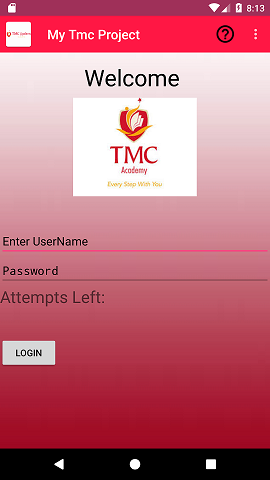 8:13
My Tmc Project
Welcome
TMC
Academy
Every Step With You
Enter UserName
Password
Attempts Left:
LOGIN